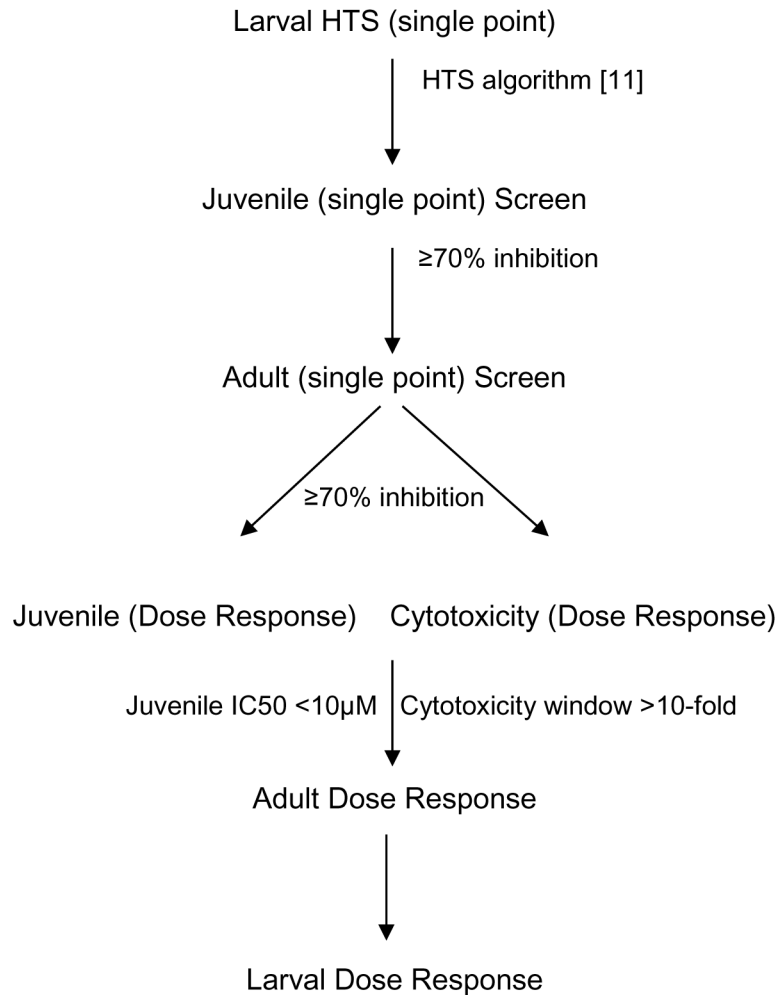 Larval HTS (single point)
HTS algorithm [11]
Juvenile (single point) Screen
≥70% inhibition
Adult (single point) Screen
≥70% inhibition
Juvenile (Dose Response) Cytotoxicity (Dose Response)
Juvenile IC50 <10µM Cytotoxicity window >10-fold
Adult Dose Response
Larval Dose Response